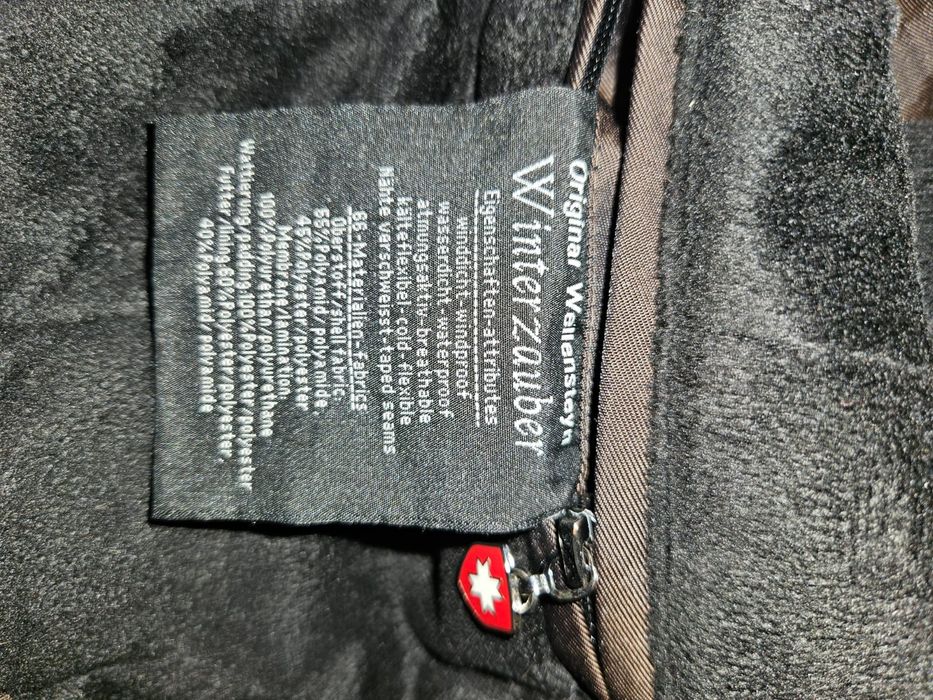 Original Wellensteyn
Winterzauber
Eigenschaften-attributes
winddicht-windproof
wasserdicht-waterproof
atmungsaktiv-breathable
kälteflexibel-cold-flexible
Nähte verschweisst-taped seams
66 Materialien-fabrics
Oberstoff/shell fabric
55%Polyamid/polyamide,
45%Polyester/polyester
Membrane/lamination
100%Polyurethan/polyurethane
Wattierung/padding 100%Polyester/polyester
Futter/lining 60%Polyester/polyester,
40%Polyamid/polyamide